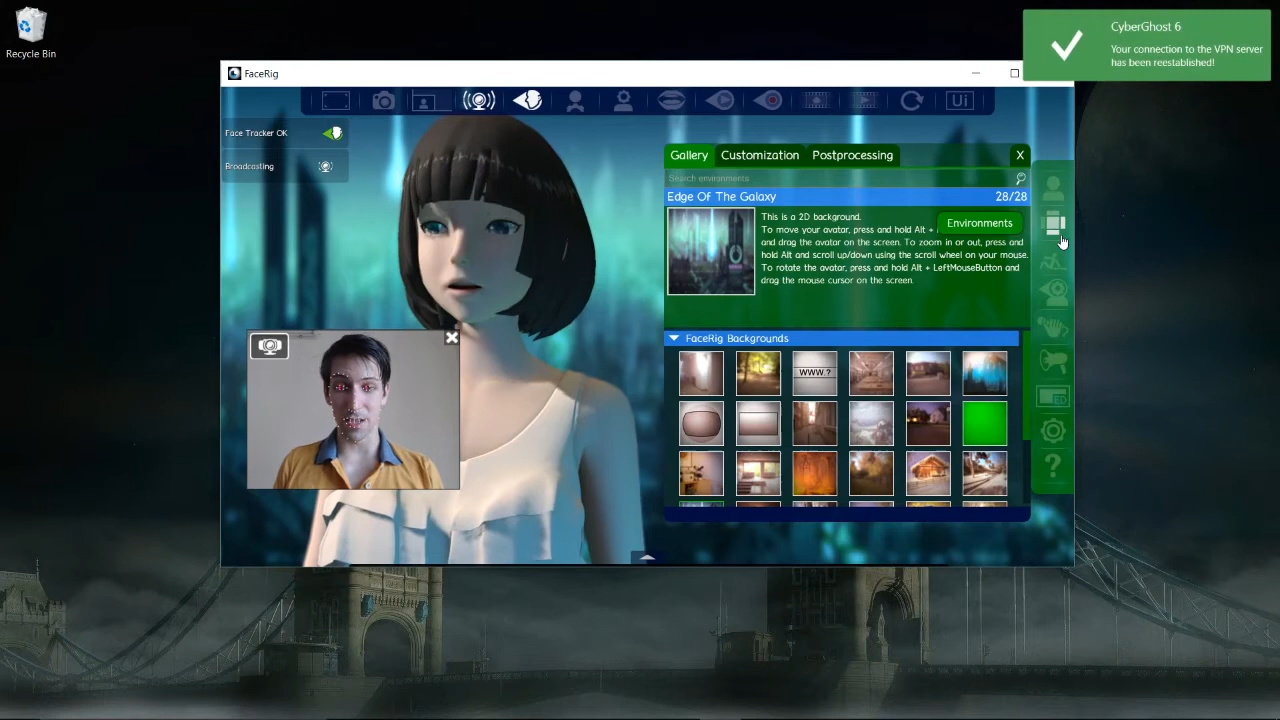 Recycle Bin
CyberGhost 6
Your connection to the VPN server
has been reestablished!
FaceRig
Ui
Face Tracker OK
Broadcasting
Gallery Customization Postprocessing X
Search environments
Edge Of The Galaxy 28/28
This is a 2D background.
To move your avatar, press and hold Alt +
Environments
and drag the avatar on the screen. To zoom in or out, press and
hold Alt and scroll up/down using the scroll wheel on your mouse.
To rotate the avatar, press and hold Alt + LeftMouseButton and
drag the mouse cursor on the screen.
FaceRig Backgrounds
WWW.?
ED
?